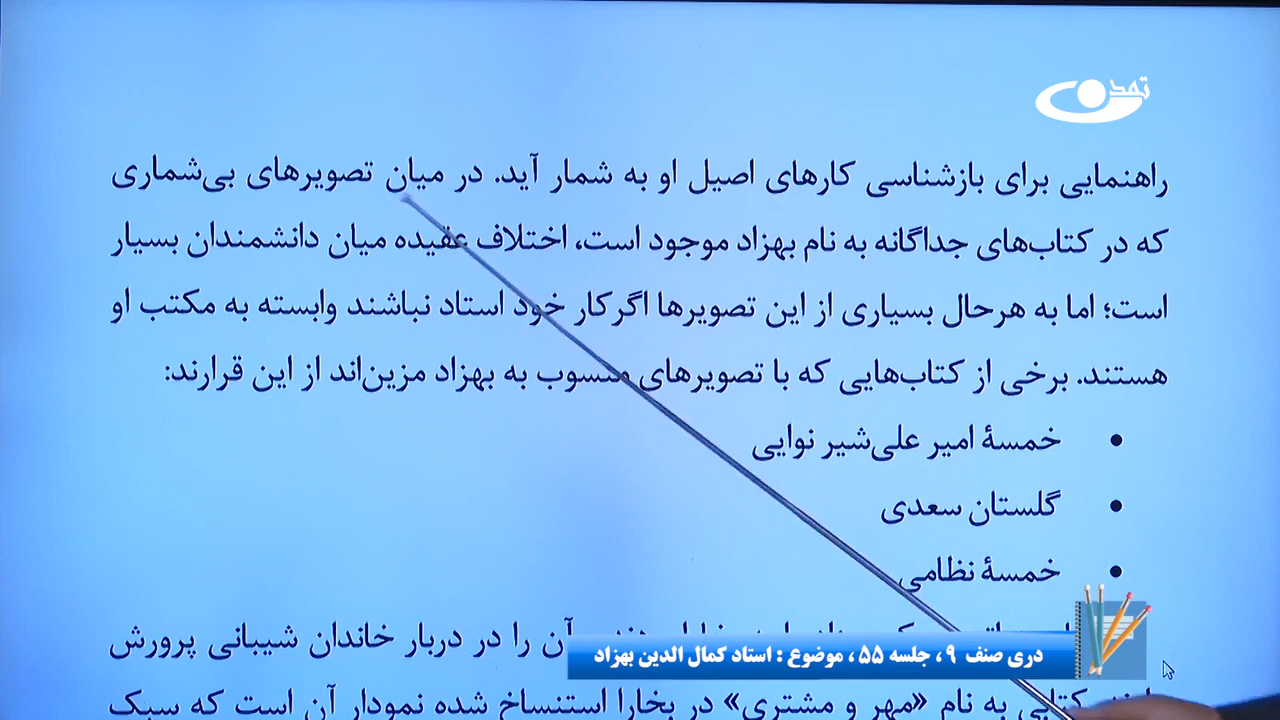 تمدن
راهنمایی برای بازشناسی کارهای اصیل او به شمار آید. در میان تصویرهای بی‌شماری
که در کتاب‌های جداگانه به نام بهزاد موجود است، اختلاف عقیده میان دانشمندان بسیار
است؛ اما به هرحال بسیاری از این تصویرها اگر کار خود استاد نباشند وابسته به مکتب او
هستند. برخی از کتاب‌هایی که با تصویرهای منسوب به بهزاد مزین‌اند از این قرارند:
• خمسهٔ امیر علی‌شیر نوایی
• گلستان سعدی
• خمسهٔ نظامی
آن را در دربار خاندان شیبانی پرورش
کتابی به نام «مهر و مشتری» در بخارا استنساخ شده نمودار آن است که سبک
دری صنف ۹، جلسه ۵۵، موضوع : استاد کمال الدین بهزاد